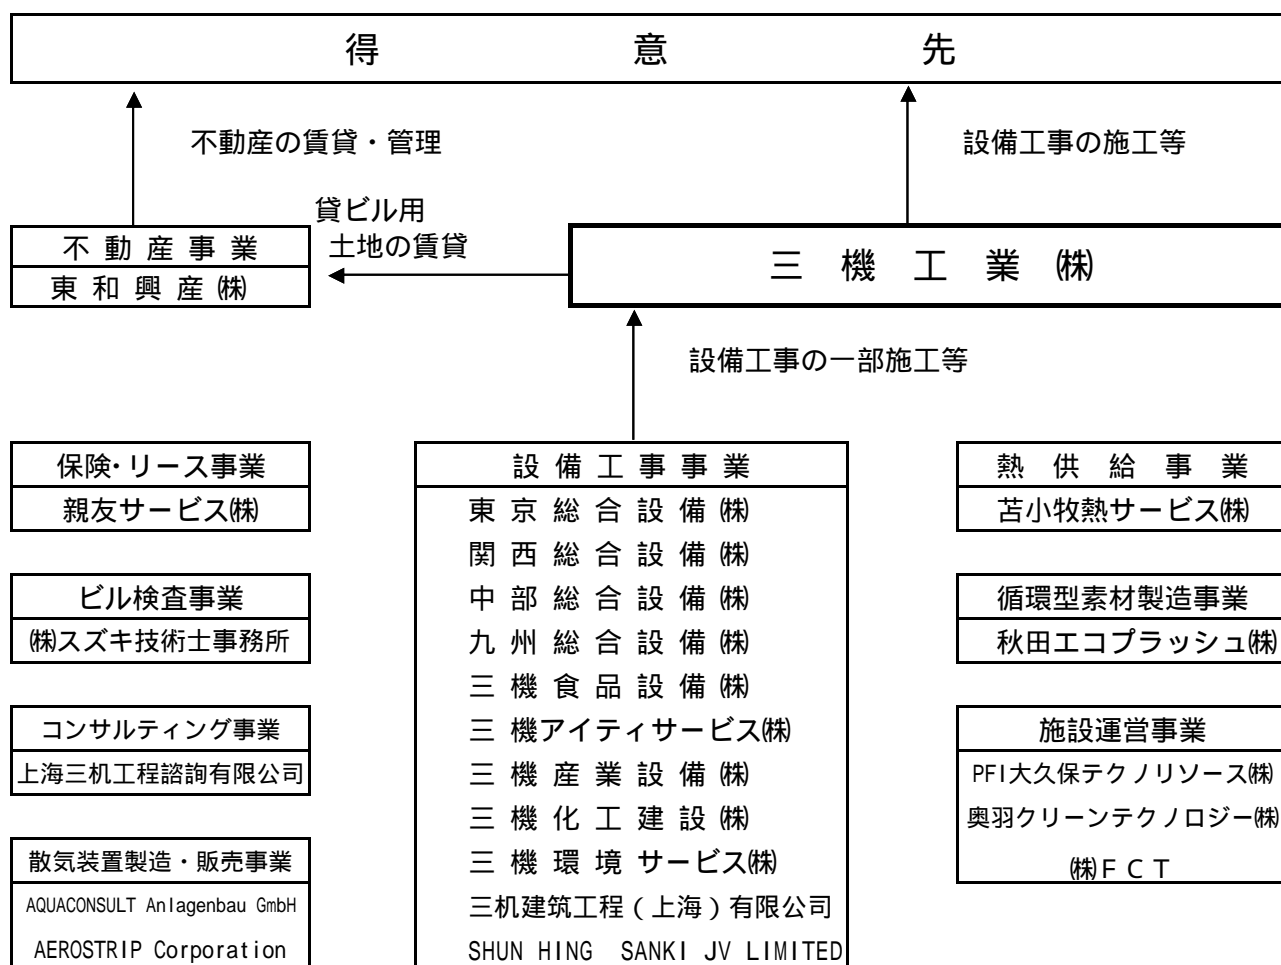 得意先
不動産の賃貸・管理
設備工事の施工等
貸ビル用
土地の賃貸
不動産事業
東和興産㈱
三機工業㈱
設備工事の一部施工等
保険･リース事業
親友サービス㈱
ビル検査事業
㈱スズキ技術士事務所
コンサルティング事業
上海三机工程諮詢有限公司
散気装置製造・販売事業
AQUACONSULT Anlagenbau GmbH
AEROSTRIP Corporation
設備工事事業
東京総合設備㈱
関西総合設備㈱
中部総合設備㈱
九州総合設備㈱
三機食品設備㈱
三機アイティサービス㈱
三機産業設備㈱
三機化工建設㈱
三機環境サービス㈱
三机建筑工程（上海）有限公司
SHUN HING SANKI JV LIMITED
熱供給事業
苫小牧熱サービス㈱
循環型素材製造事業
秋田エコプラッシュ㈱
施設運営事業
PFI大久保テクノリソース㈱
奥羽クリーンテクノロジー㈱
㈱ＦＣＴ